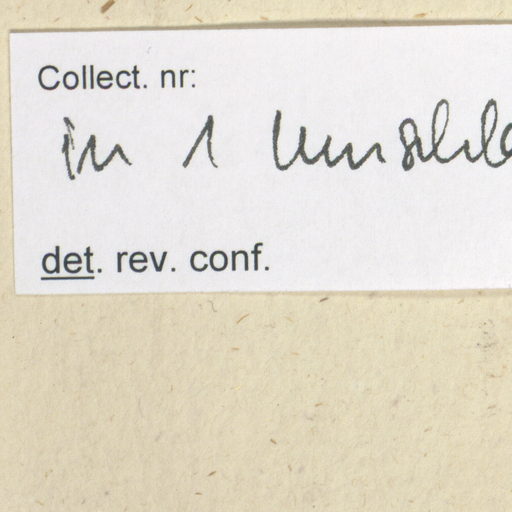 Collect. nr:
in 1 Umschla
det. rev. conf.